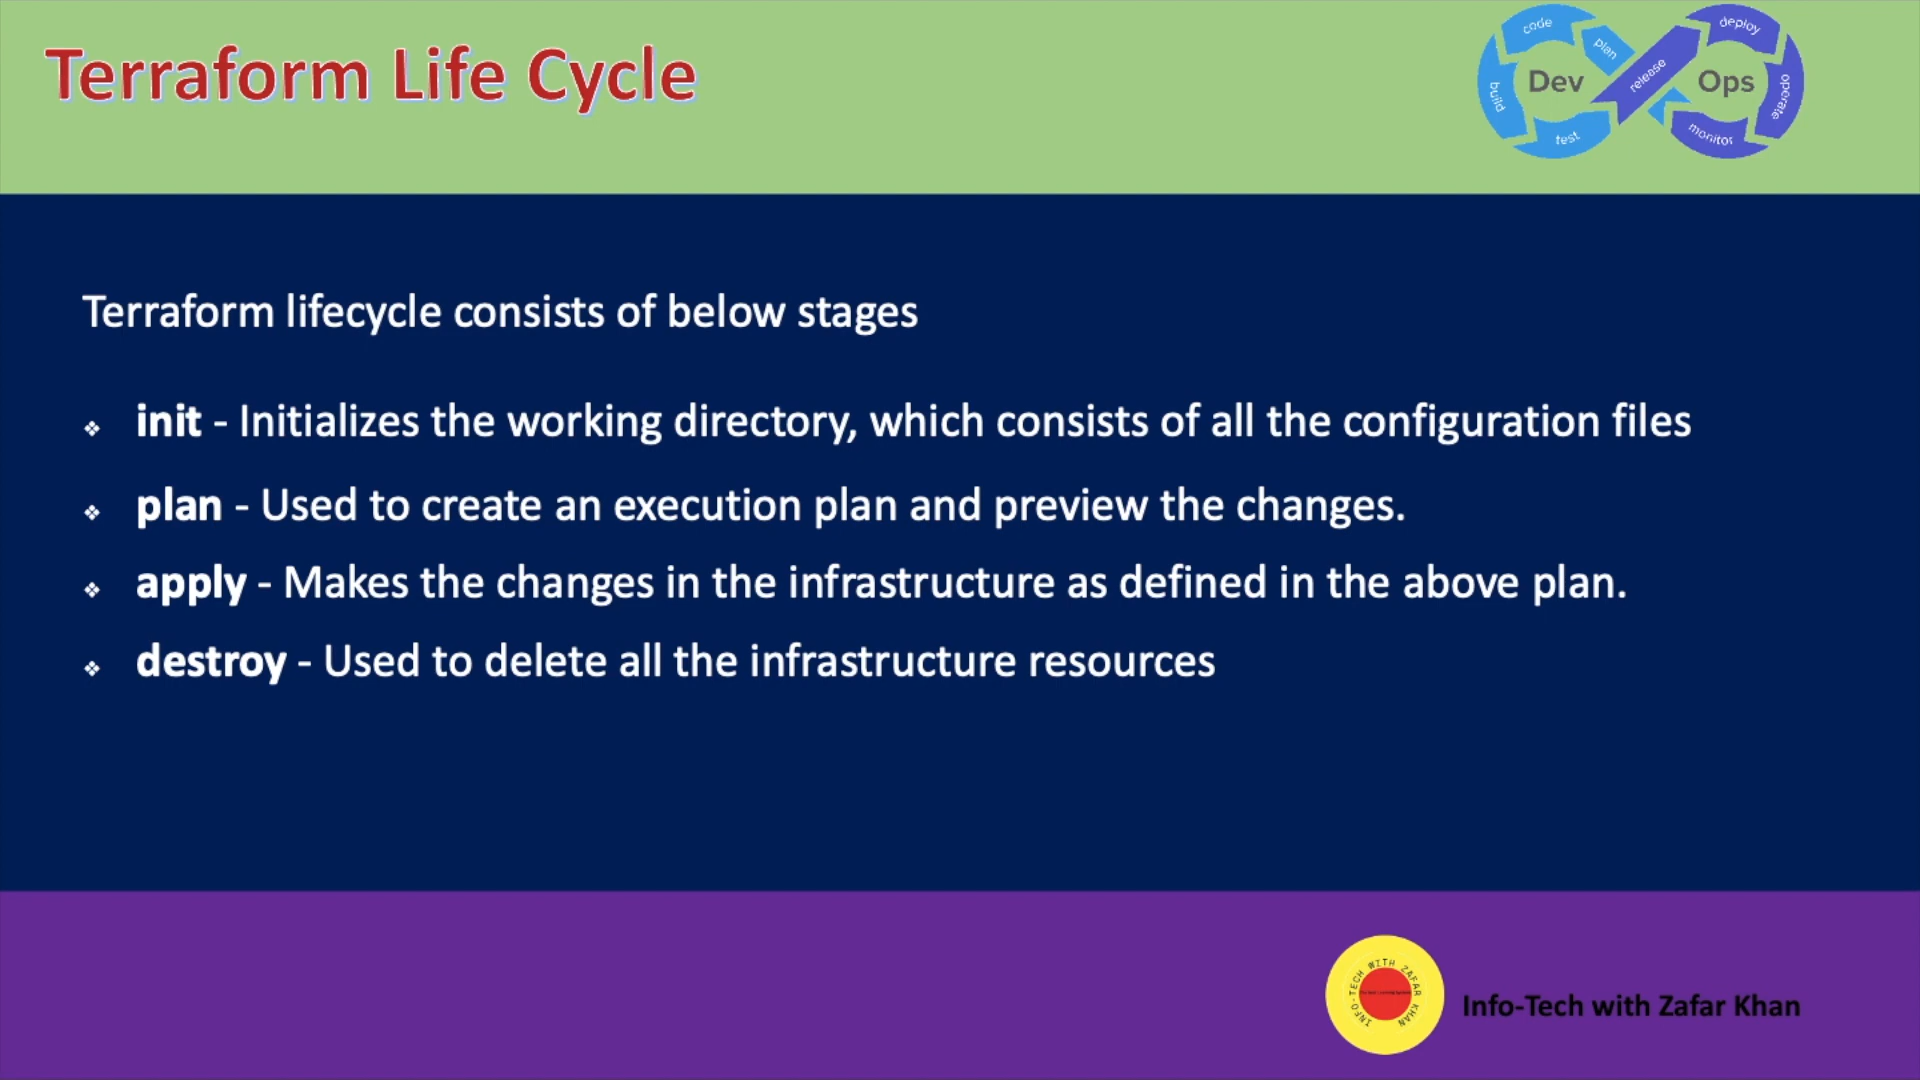 Terraform Life Cycle
code
plan
deploy
Dev
release
Ops
build
operate
test
monitor
Terraform lifecycle consists of below stages
❖ init - Initializes the working directory, which consists of all the configuration files
❖ plan - Used to create an execution plan and preview the changes.
❖ apply - Makes the changes in the infrastructure as defined in the above plan.
❖ destroy - Used to delete all the infrastructure resources
INFO-TECH WITH ZAFAR KHAN
Info-Tech with Zafar Khan